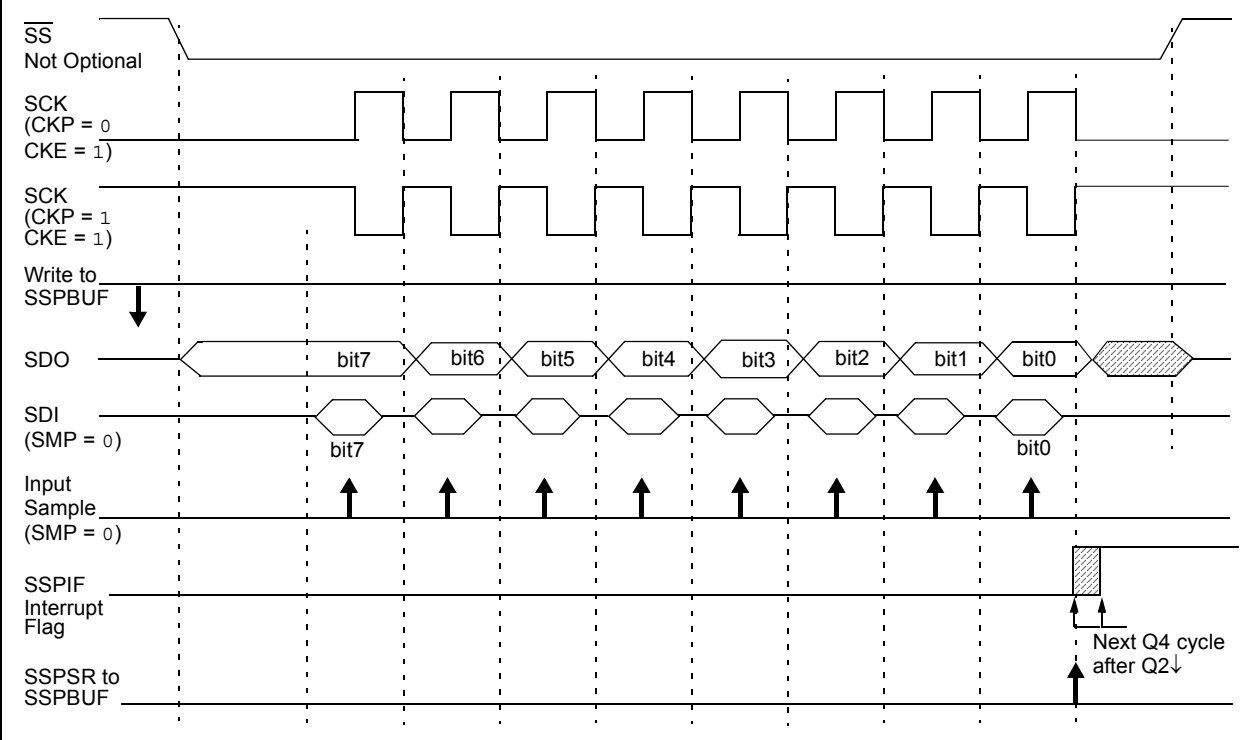 SS
Not Optional
SCK
(CKP = 0
CKE = 1)
SCK
(CKP = 1
CKE = 1)
Write to
SSPBUF
SDO
bit7 bit6 bit5 bit4 bit3 bit2 bit1 bit0
SDI
(SMP = 0)
bit7 bit0
Input
Sample
(SMP = 0)
SSPIF
Interrupt
Flag
Next Q4 cycle
after Q2↓
SSPSR to
SSPBUF